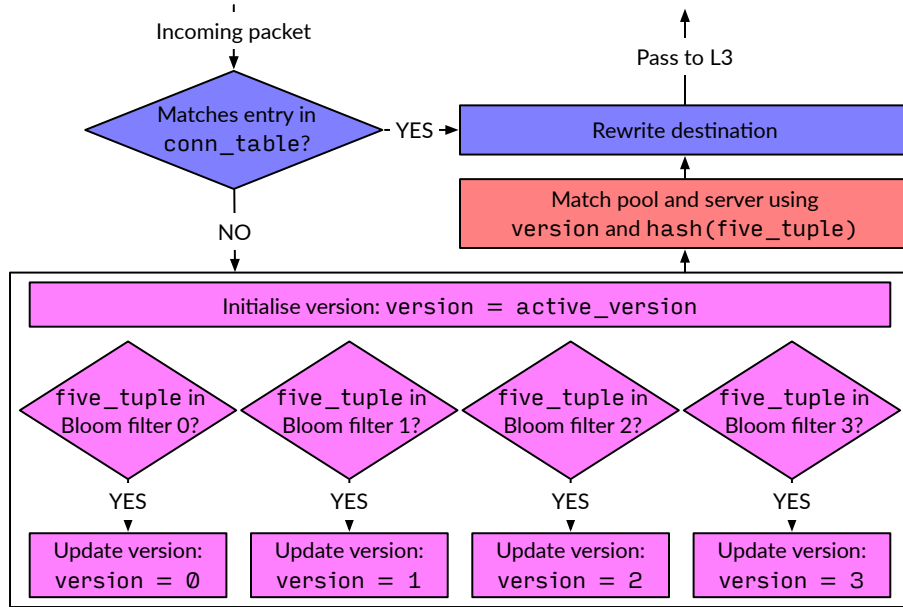 Incoming packet
Pass to L3
Matches entry in
conn_table?
YES
Rewrite destination
Match pool and server using
version and hash(five_tuple)
NO
Initialise version: version = active_version
five_tuple in
Bloom filter 0?
five_tuple in
Bloom filter 1?
five_tuple in
Bloom filter 2?
five_tuple in
Bloom filter 3?
YES
YES
YES
YES
Update version:
version = 0
Update version:
version = 1
Update version:
version = 2
Update version:
version = 3